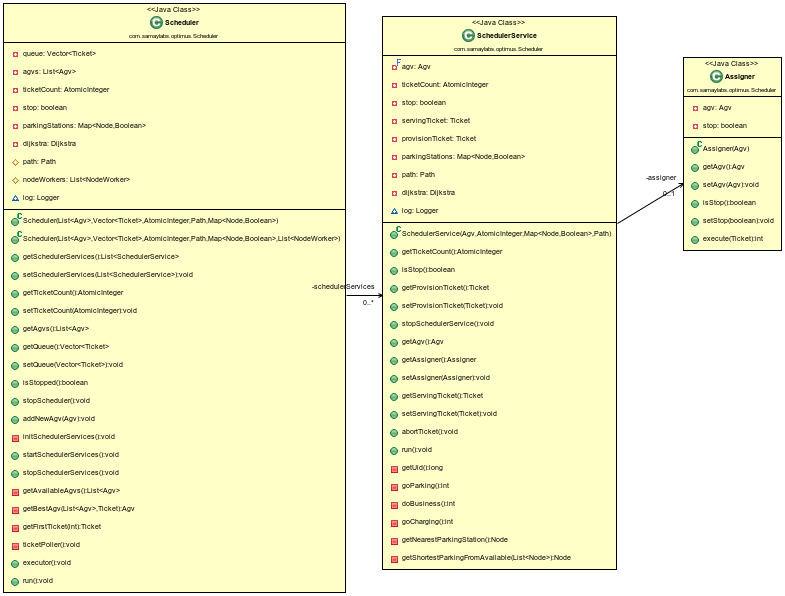 <<Java Class>>
Scheduler
com.samaylabs.optimus.Scheduler
queue: Vector<Ticket>
agvs: List<Agv>
ticketCount: AtomicInteger
stop: boolean
parkingStations: Map<Node,Boolean>
dijkstra: Dijkstra
path: Path
nodeWorkers: List<NodeWorker>
log: Logger
Scheduler(List<Agv>,Vector<Ticket>,AtomicInteger,Path,Map<Node,Boolean>)
Scheduler(List<Agv>,Vector<Ticket>,AtomicInteger,Path,Map<Node,Boolean>,List<NodeWorker>)
getSchedulerServices():List<SchedulerService>
setSchedulerServices(List<SchedulerService>):void
getTicketCount():AtomicInteger
setTicketCount(AtomicInteger):void
getAgvs():List<Agv>
getQueue():Vector<Ticket>
setQueue(Vector<Ticket>):void
isStopped():boolean
stopScheduler():void
addNewAgv(Agv):void
initSchedulerServices():void
startSchedulerServices():void
stopSchedulerServices():void
getAvailableAgvs():List<Agv>
getBestAgv(List<Agv>,Ticket):Agv
getFirstTicket(int):Ticket
ticketPoller():void
executor():void
run():void
-schedulerServices
0..*
<<Java Class>>
SchedulerService
com.samaylabs.optimus.Scheduler
agv: Agv
ticketCount: AtomicInteger
stop: boolean
servingTicket: Ticket
provisionTicket: Ticket
parkingStations: Map<Node,Boolean>
path: Path
dijkstra: Dijkstra
log: Logger
SchedulerService(Agv,AtomicInteger,Map<Node,Boolean>,Path)
getTicketCount():AtomicInteger
isStop():boolean
getProvisionTicket():Ticket
setProvisionTicket(Ticket):void
stopSchedulerService():void
getAgv():Agv
getAssigner():Assigner
setAssigner(Assigner):void
getServingTicket():Ticket
setServingTicket(Ticket):void
abortTicket():void
run():void
getUid():long
goParking():int
doBusiness():int
goCharging():int
getNearestParkingStation():Node
getShortestParkingFromAvailable(List<Node>):Node
-assigner
0..1
<<Java Class>>
Assigner
com.samaylabs.optimus.Scheduler
agv: Agv
stop: boolean
Assigner(Agv)
getAgv():Agv
setAgv(Agv):void
isStop():boolean
setStop(boolean):void
execute(Ticket):int